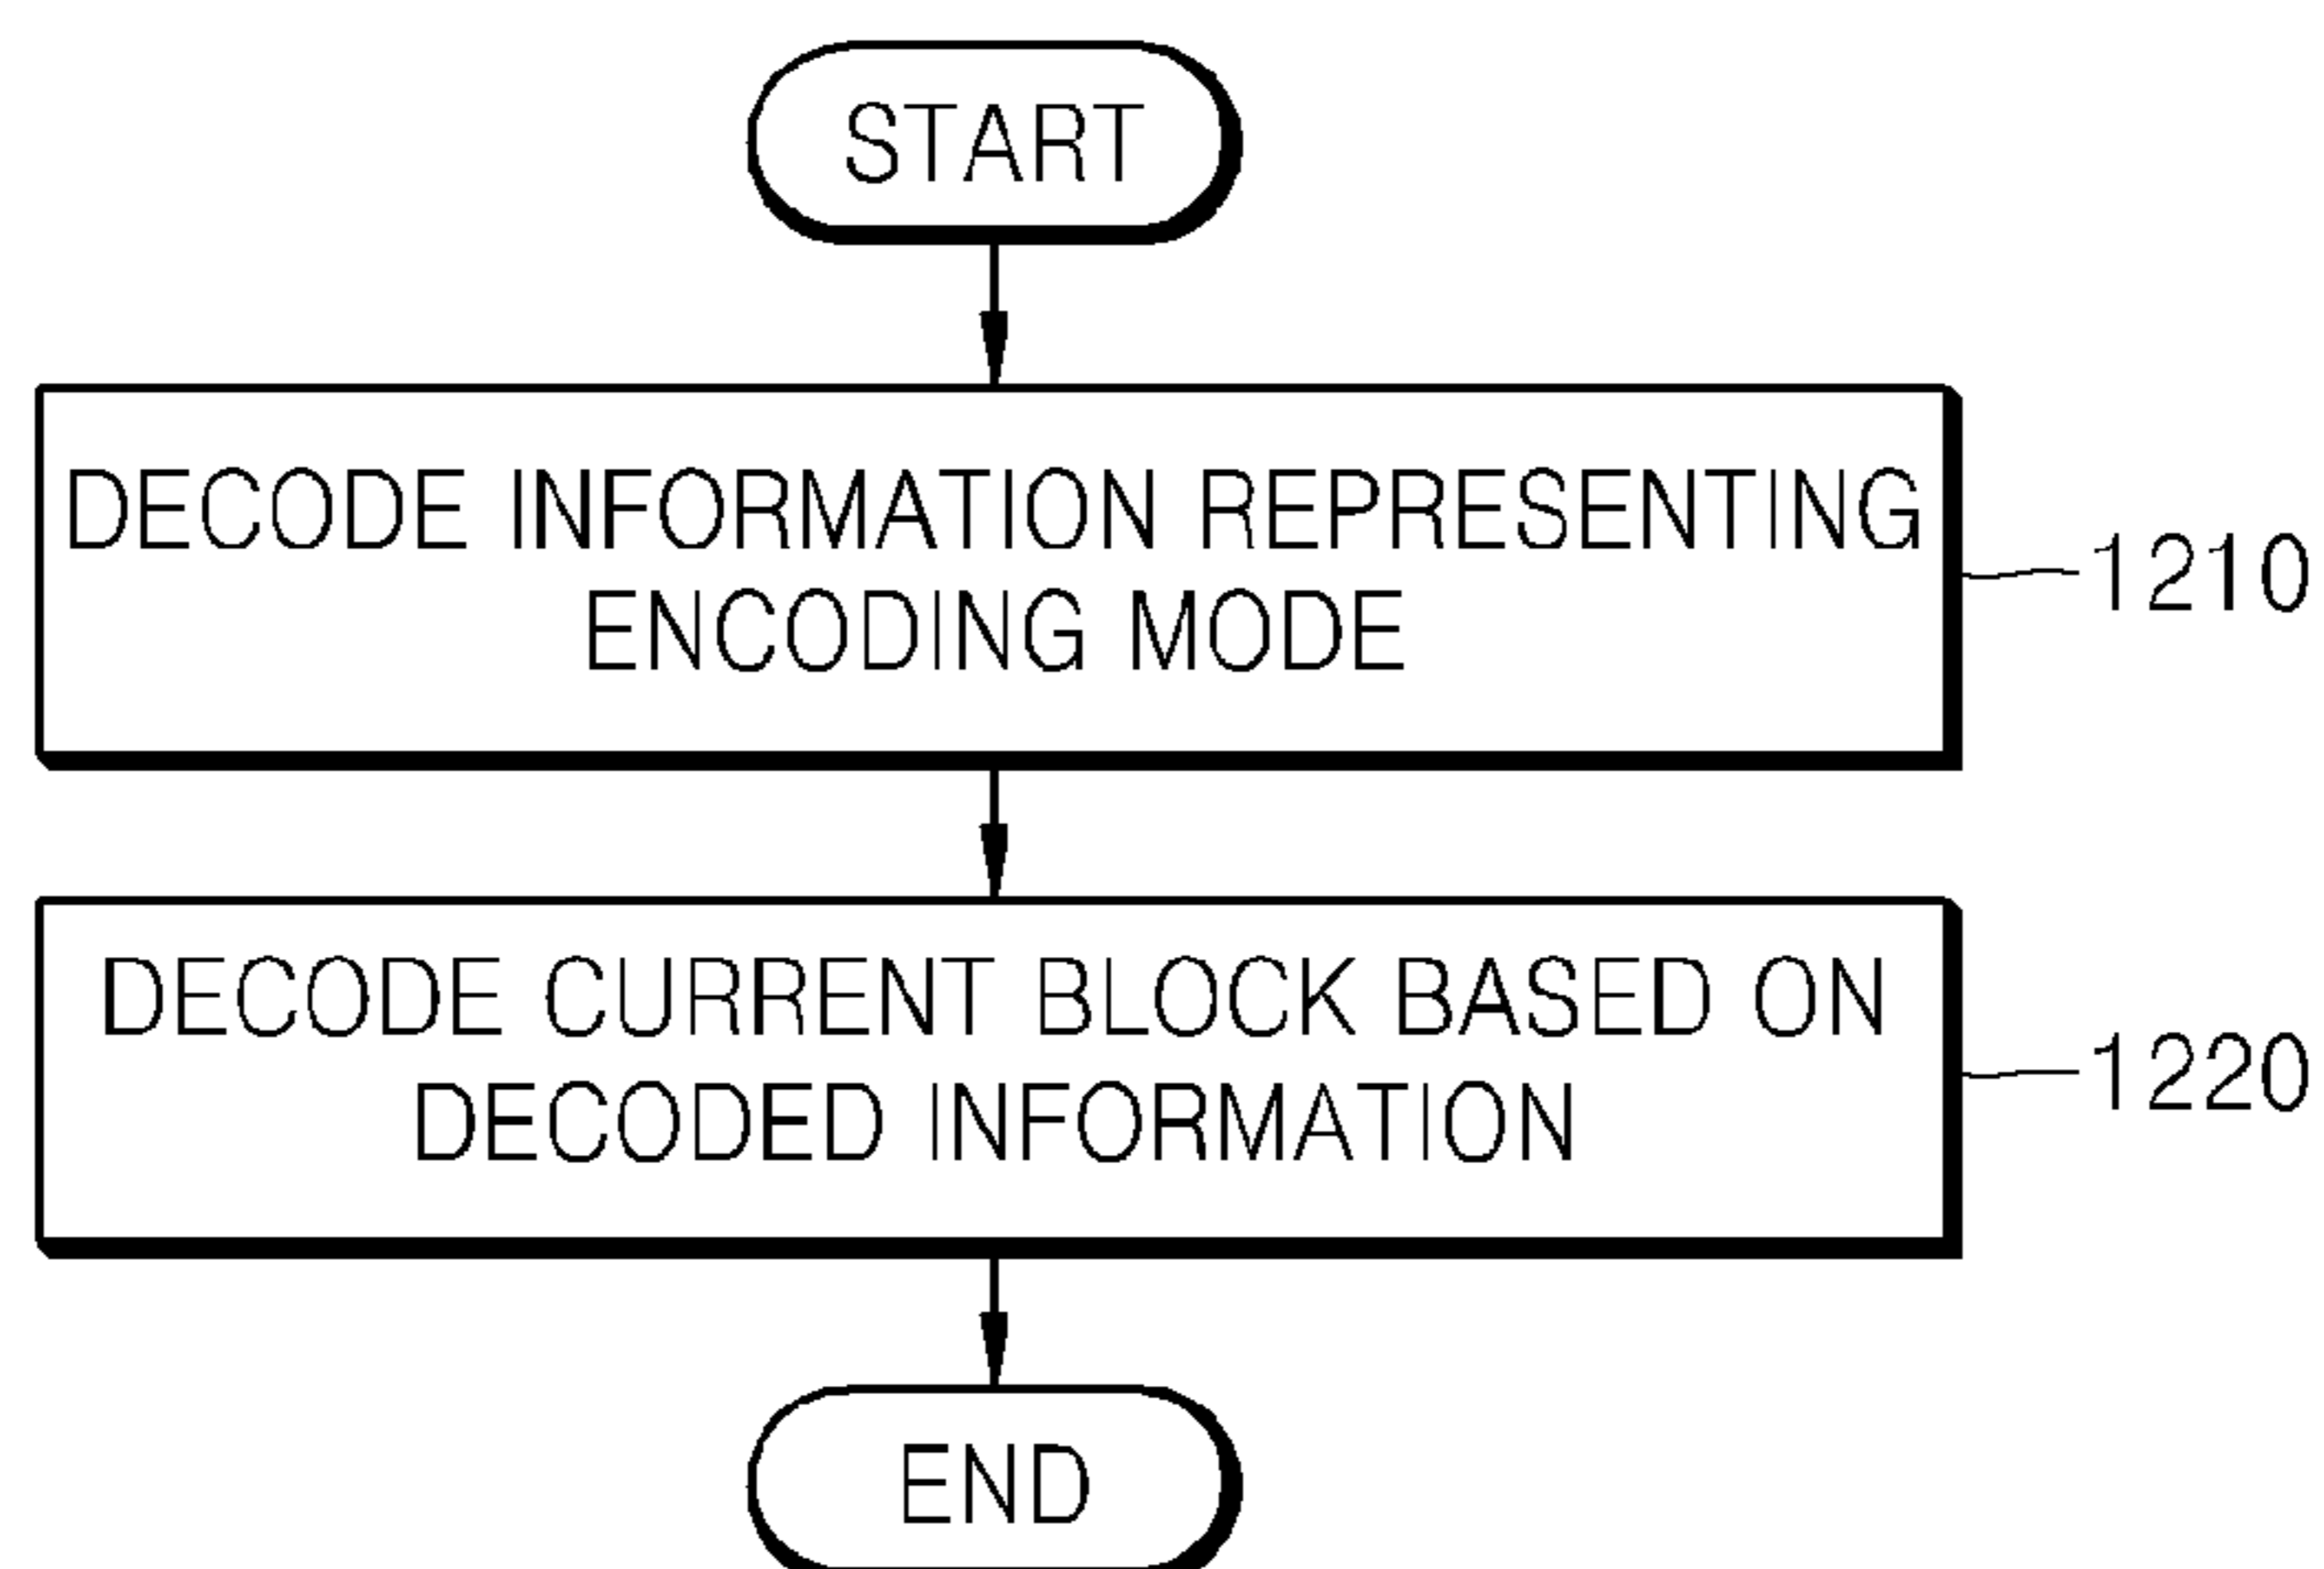 START
DECODE INFORMATION REPRESENTING
ENCODING MODE
1210
DECODE CURRENT BLOCK BASED ON
DECODED INFORMATION
1220
END